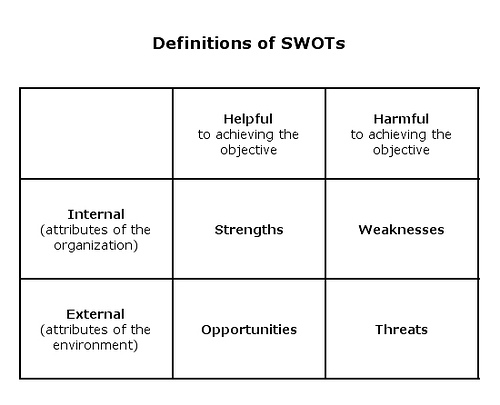 Definitions of SWOTs
Helpful
to achieving the
objective
Harmful
to achieving the
objective
Internal
(attributes of the
organization)
Strengths
Weaknesses
External
(attributes of the
environment)
Opportunities
Threats